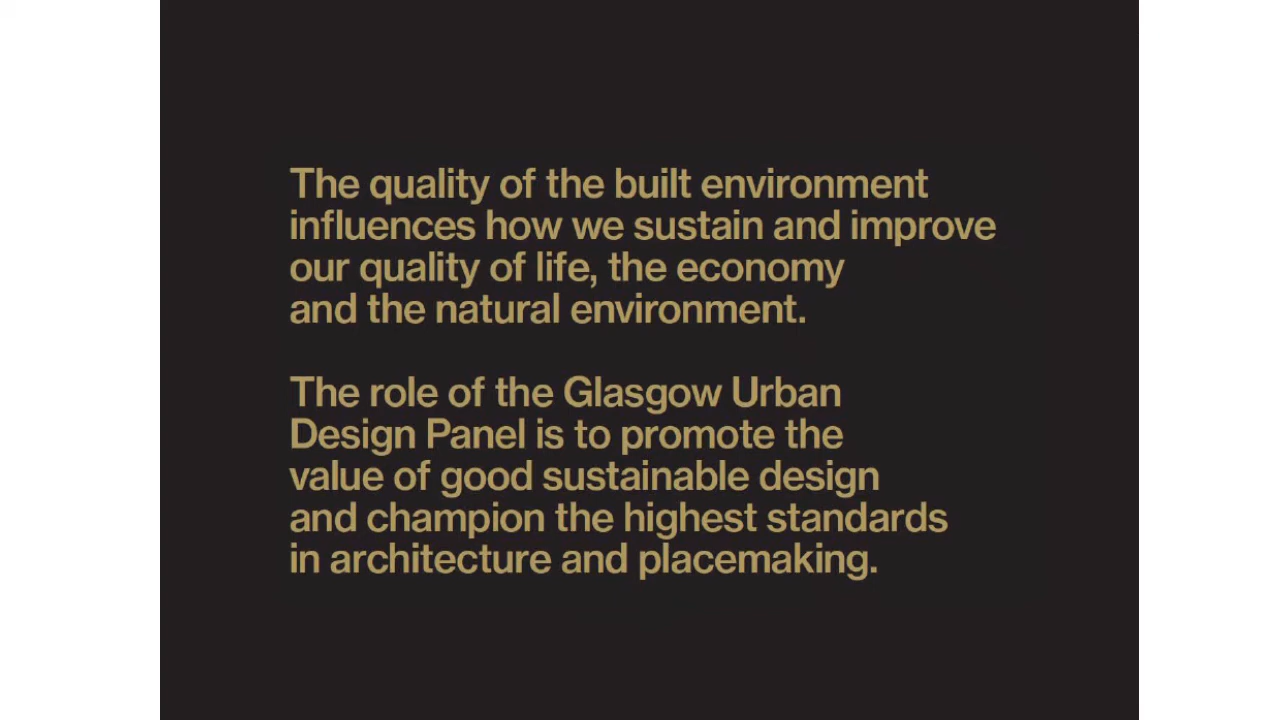 The quality of the built environment
influences how we sustain and improve
our quality of life, the economy
and the natural environment.
The role of the Glasgow Urban
Design Panel is to promote the
value of good sustainable design
and champion the highest standards
in architecture and placemaking.